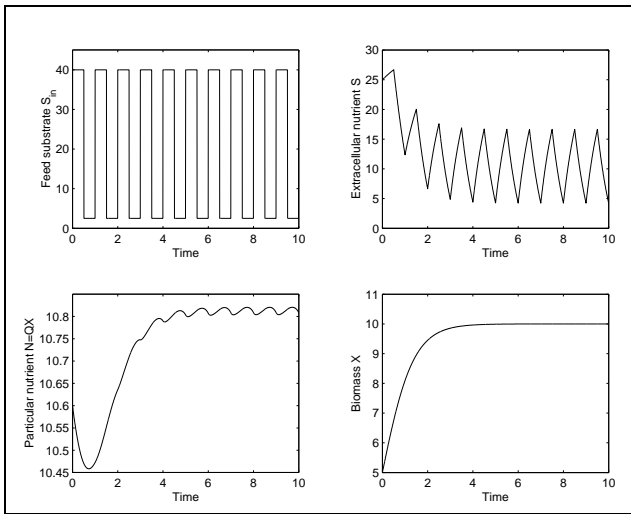 Feed substrate S_in
40
30
20
10
0
0 2 4 6 8 10
Time
Extracellular nutrient S
30
25
20
15
10
5
0
0 2 4 6 8 10
Time
Particular nutrient N=QX
10.8
10.75
10.7
10.65
10.6
10.55
10.5
10.45
0 2 4 6 8 10
Time
Biomass X
11
10
9
8
7
6
5
0 2 4 6 8 10
Time